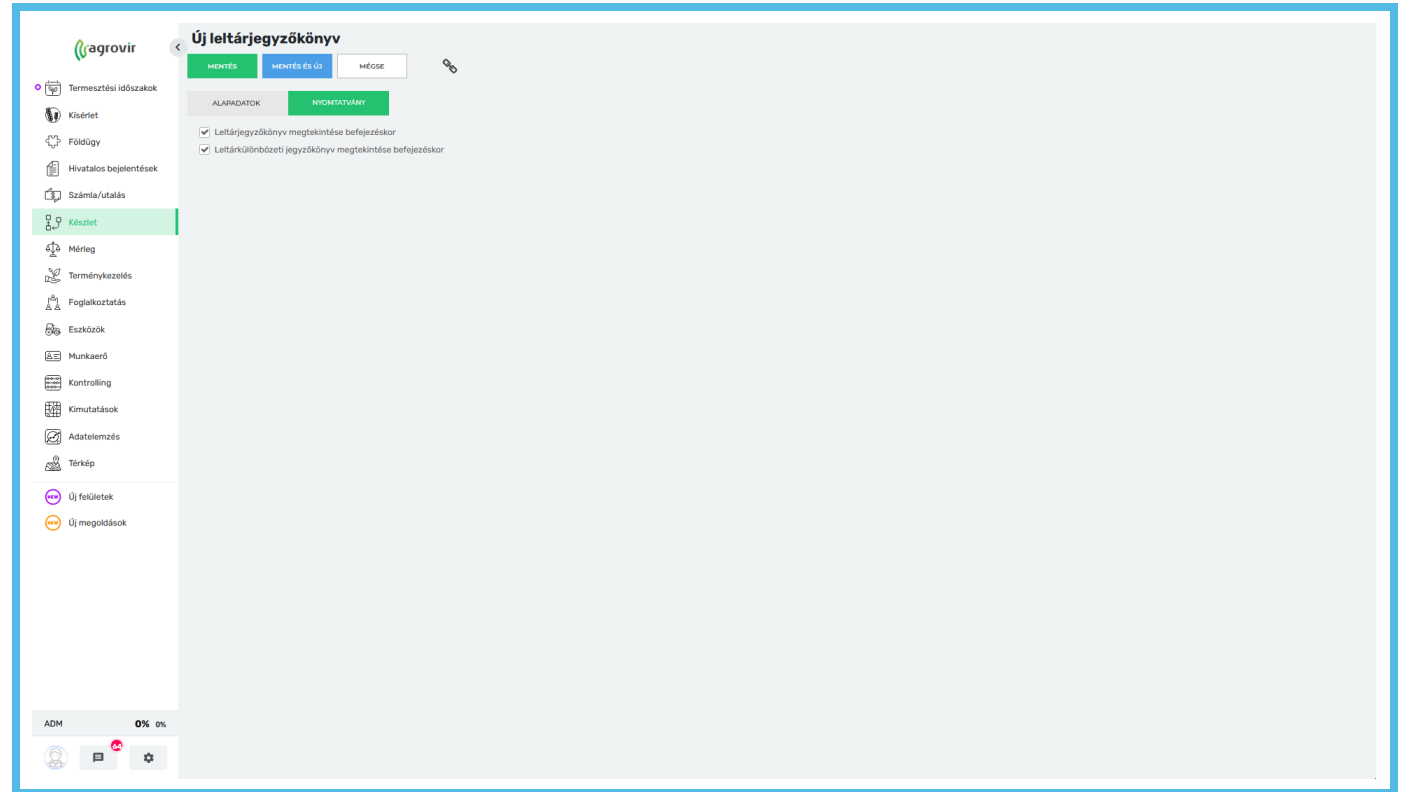 agrovir
Új leltárjegyzőkönyv
MENTÉS
MENTÉS ÉS ÚJ
MÉGSE
ALAPADATOK
NYOMTATVÁNY
Leltárjegyzőkönyv megtekintése befejezéskor
Leltárkülönbözeti jegyzőkönyv megtekintése befejezéskor
Termesztési időszakok
Kísérlet
Földügy
Hivatalos bejelentések
Számla/utalás
Készlet
Mérleg
Terménykezelés
Foglalkoztatás
Eszközök
Munkaerő
Kontrolling
Kimutatások
Adatelemzés
Térkép
NEW Új felületek
NEW Új megoldások
ADM 0% 0%
64